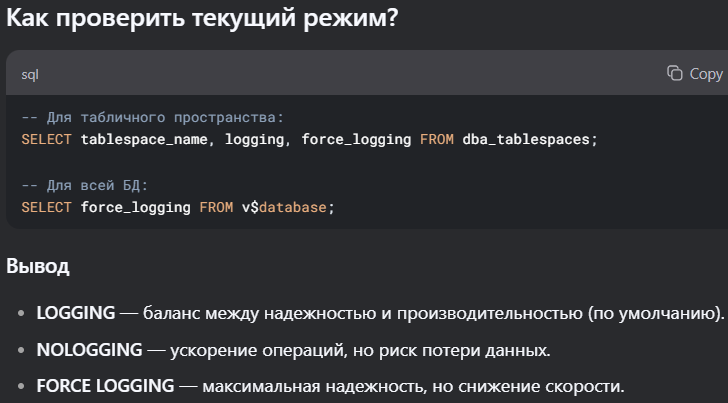 Как проверить текущий режим?
sql
Copy
-- Для табличного пространства:
SELECT tablespace_name, logging, force_logging FROM dba_tablespaces;
-- Для всей БД:
SELECT force_logging FROM v$database;
Вывод
• LOGGING — баланс между надежностью и производительностью (по умолчанию).
• NOLOGGING — ускорение операций, но риск потери данных.
• FORCE LOGGING — максимальная надежность, но снижение скорости.